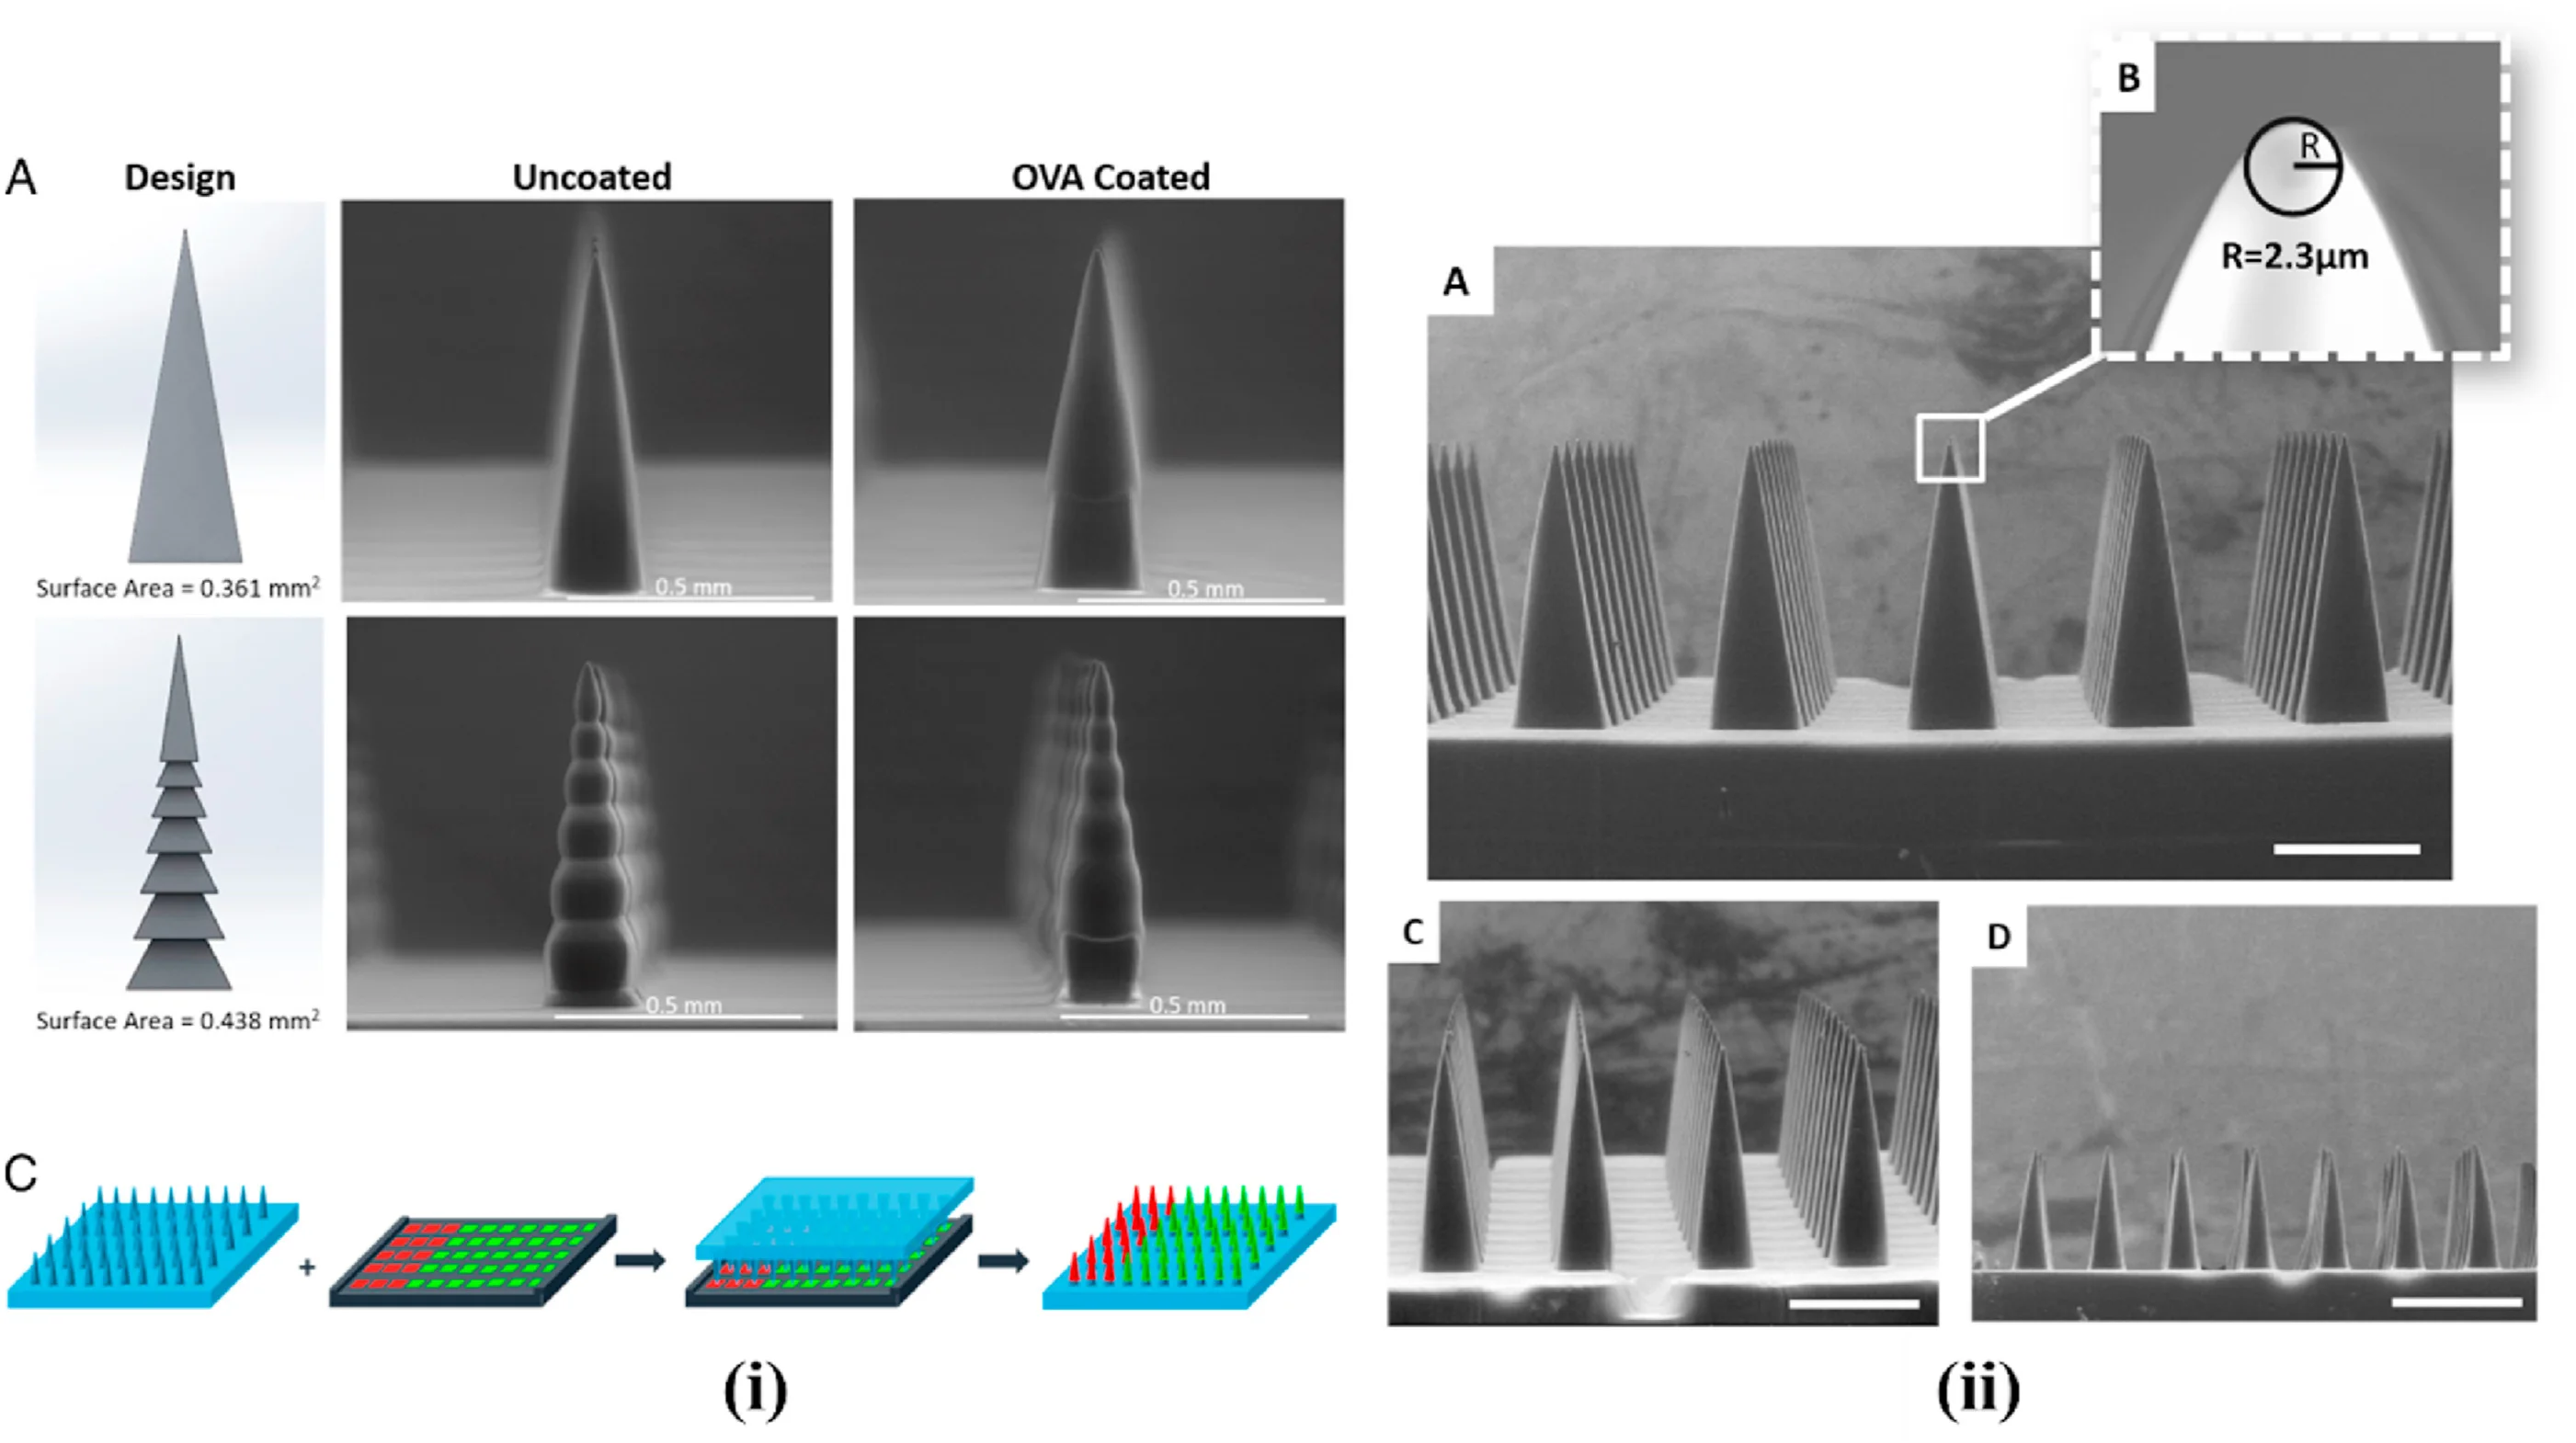 A
Design
Uncoated
OVA Coated
Surface Area = 0.361 mm²
0.5 mm
0.5 mm
Surface Area = 0.438 mm²
0.5 mm
0.5 mm
C
+
(i)
A
B
R
R=2.3μm
C
D
(ii)